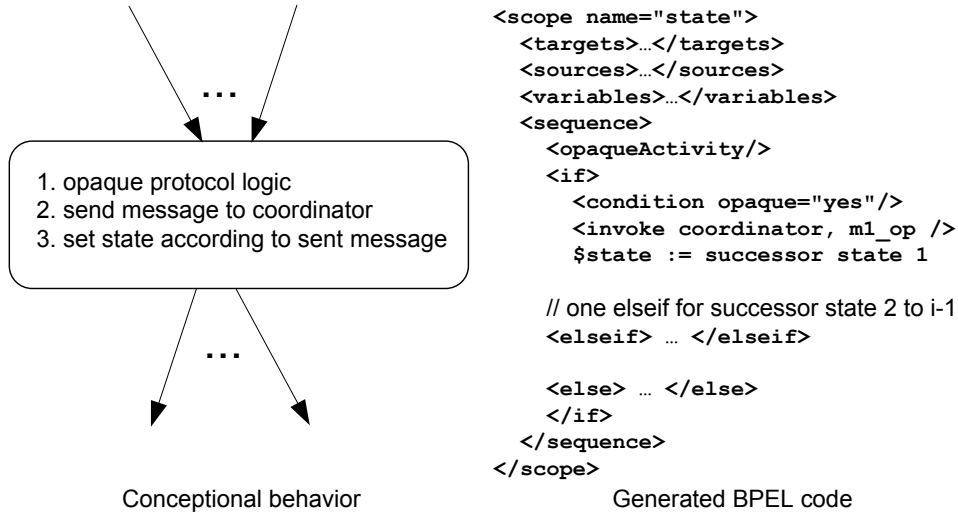 ...
1. opaque protocol logic
2. send message to coordinator
3. set state according to sent message
...
Conceptional behavior
<scope name="state">
<targets>…</targets>
<sources>…</sources>
<variables>…</variables>
<sequence>
<opaqueActivity/>
<if>
<condition opaque="yes"/>
<invoke coordinator, m1_op />
$state := successor state 1
// one elseif for successor state 2 to i-1
<elseif> … </elseif>
<else> … </else>
</if>
</sequence>
</scope>
Generated BPEL code